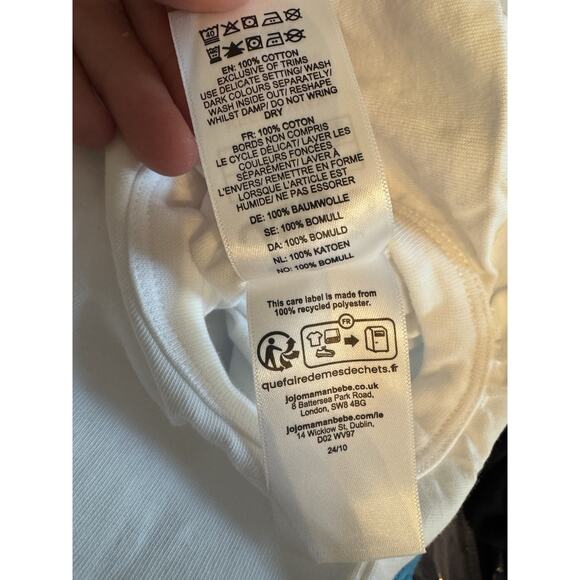 40
EN: 100% COTTON
EXCLUSIVE OF TRIMS
USE DELICATE SETTING/ WASH
DARK COLOURS SEPARATELY/
WASH INSIDE OUT/ RESHAPE
WHILST DAMP/ DO NOT WRING
DRY
FR: 100% COTON
BORDS NON COMPRIS
LE CYCLE DÉLICAT/ LAVER LES
COULEURS FONCÉES
SÉPARÉMENT/ LAVER À
L'ENVERS/ REMETTRE EN FORME
LORSQUE L'ARTICLE EST
HUMIDE/ NE PAS ESSORER
DE: 100% BAUMWOLLE
SE: 100% BOMULL
DA: 100% BOMULD
NL: 100% KATOEN
NO: 100% BOMULL
This care label is made from
100% recycled polyester.
FR
quefairedemesdechets.fr
jojomamanbebe.co.uk
8 Battersea Park Road,
London, SW8 4BG
jojomamanbebe.com/ie
14 Wicklow St, Dublin,
D02 WV97
24/10